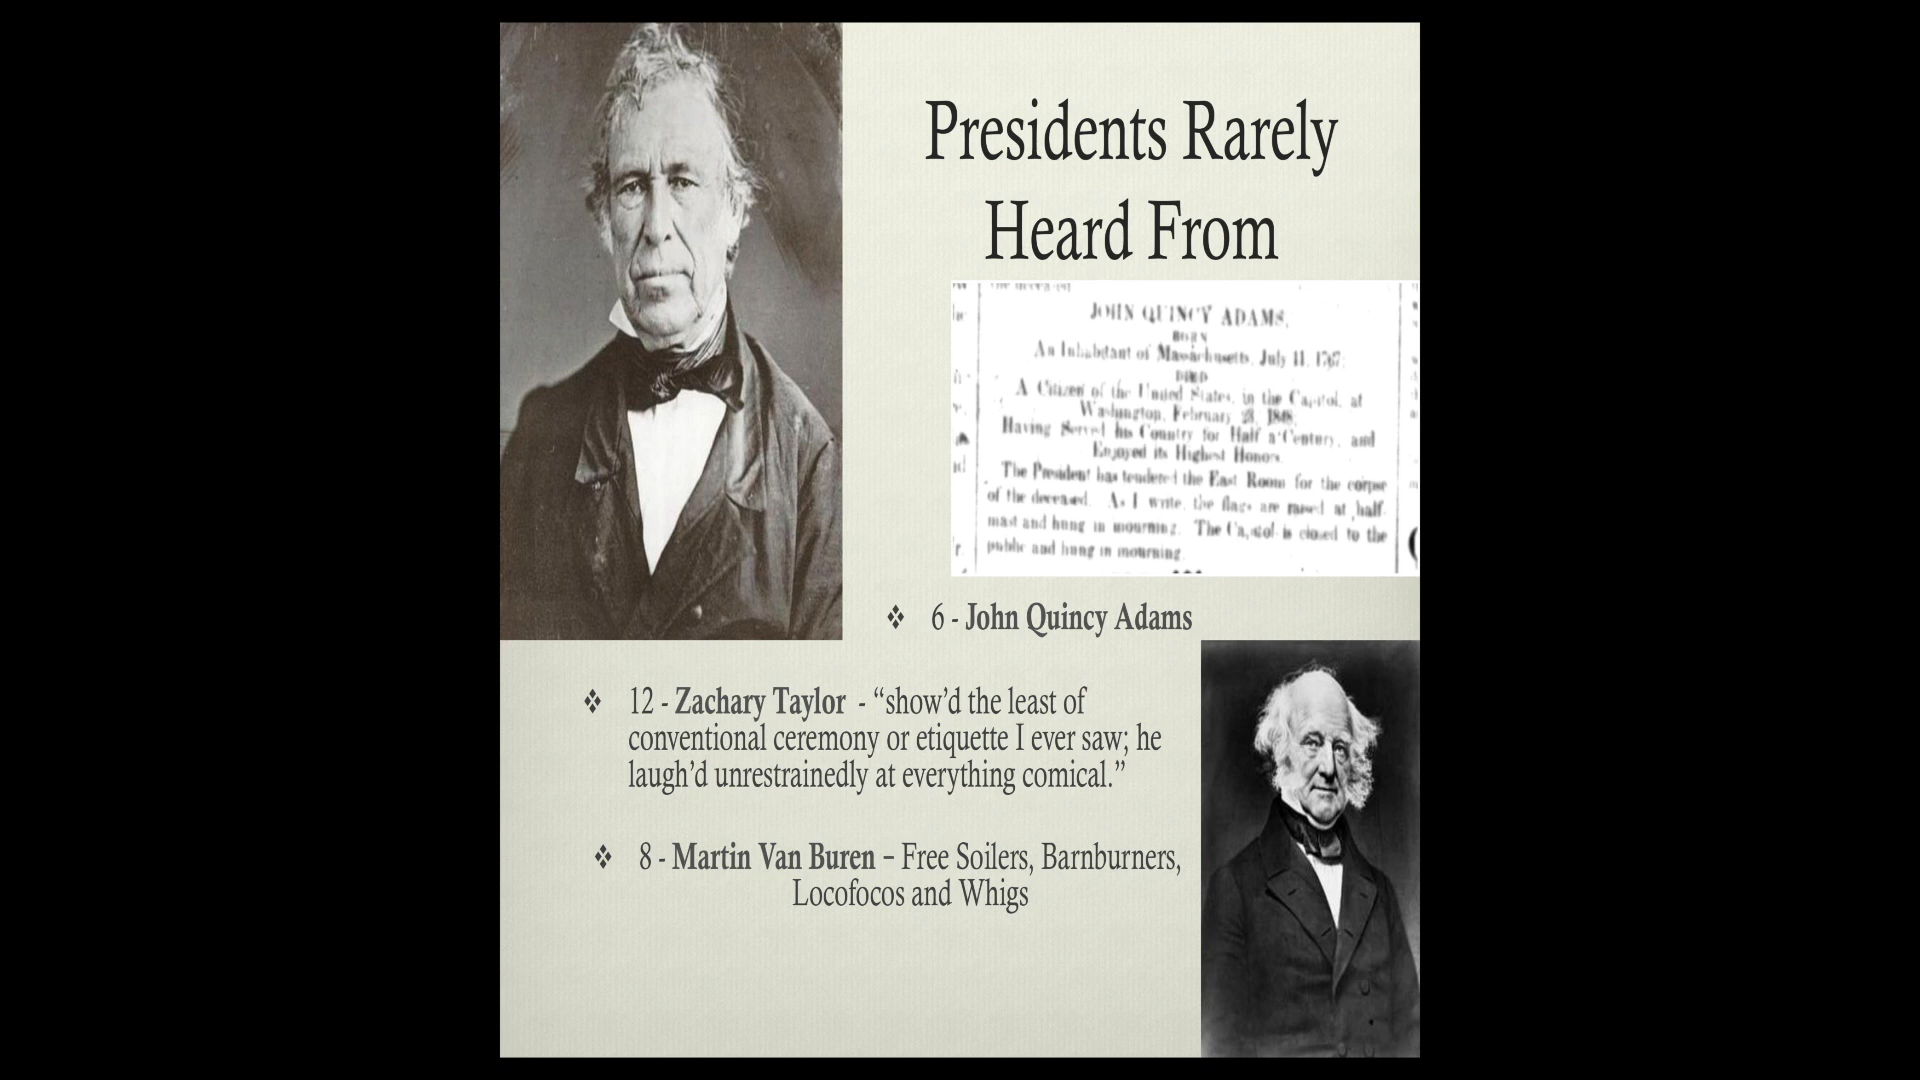 Presidents Rarely
Heard From
the deceased
JOHN QUINCY ADAMS,
BORN
An Inhabitant of Massachusetts, July 11, 1767;
DIED
A Citizen of the United States, in the Capitol, at
Washington, February 23, 1848;
Having Served his Country for Half a Century, and
Enjoyed its Highest Honors.
The President has tendered the East Room for the corpse
of the deceased. As I write, the flags are raised at half-
mast and hung in mourning. The Capitol is closed to the
public and hung in mourning.
❖ 6 - John Quincy Adams
❖ 12 - Zachary Taylor - “show’d the least of
conventional ceremony or etiquette I ever saw; he
laugh’d unrestrainedly at everything comical.”
❖ 8 - Martin Van Buren – Free Soilers, Barnburners,
Locofocos and Whigs